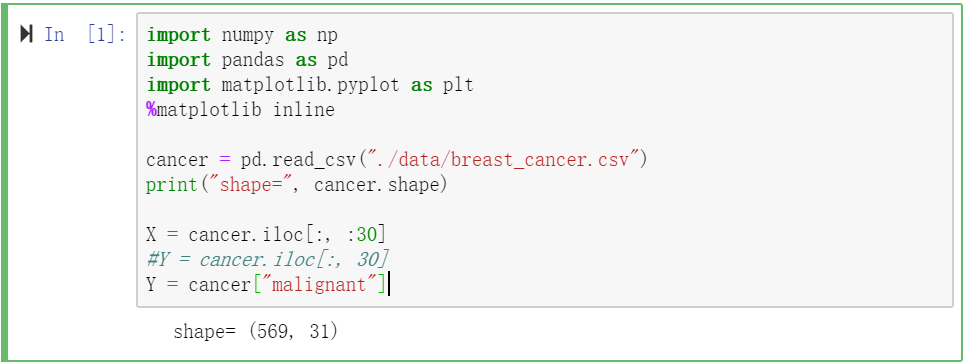 In [1]:
import numpy as np
import pandas as pd
import matplotlib.pyplot as plt
%matplotlib inline
cancer = pd.read_csv("./data/breast_cancer.csv")
print("shape=", cancer.shape)
X = cancer.iloc[:, :30]
#Y = cancer.iloc[:, 30]
Y = cancer["malignant"]
shape= (569, 31)